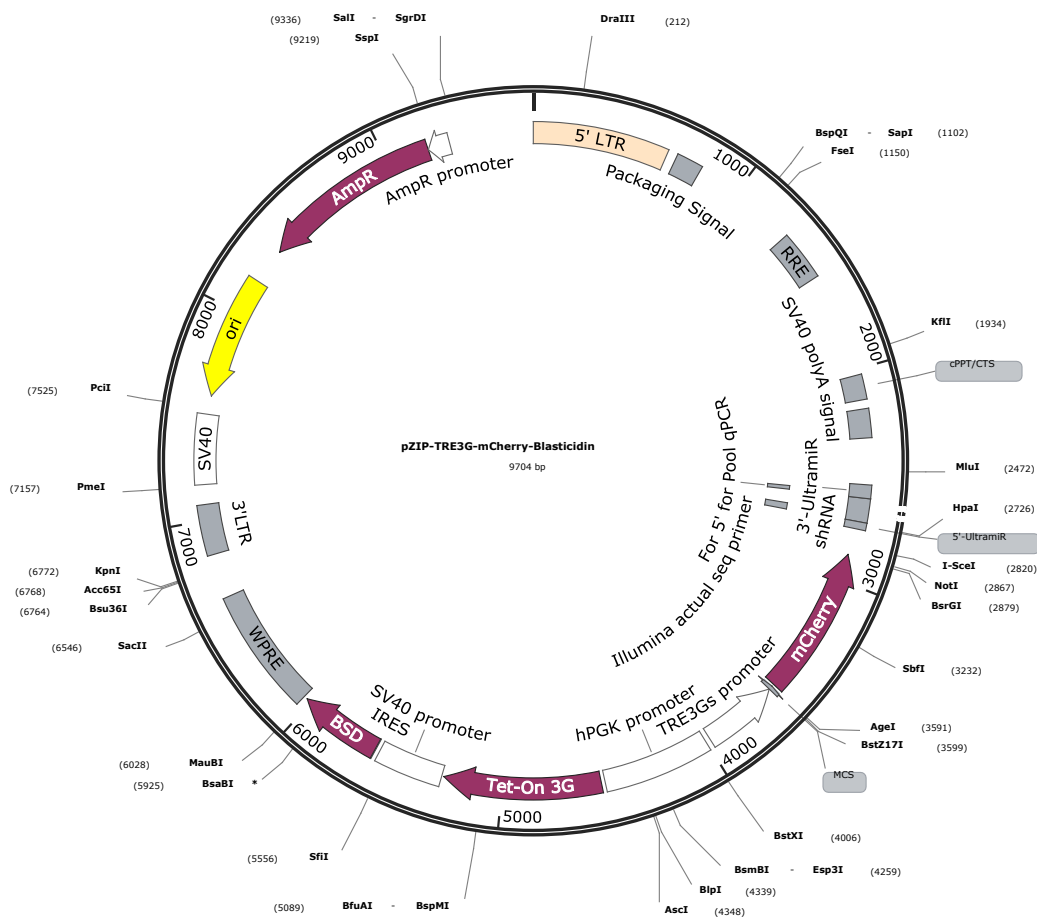 (9336) SalI - SgrDI
(9219) SspI
DraIII (212)
BspQI - SapI (1102)
FseI (1150)
KflI (1934)
cPPT/CTS
MluI (2472)
HpaI (2726)
5'-UltramiR
I-SceI (2820)
NotI (2867)
BsrGI (2879)
SbfI (3232)
AgeI (3591)
BstZ17I (3599)
MCS
BstXI (4006)
BsmBI - Esp3I (4259)
BlpI (4339)
AscI (4348)
(5089) BfuAI - BspMI
(5556) SfiI
(5925) BsaBI *
(6028) MauBI
(6546) SacII
(6764) Bsu36I
(6768) Acc65I
(6772) KpnI
(7157) PmeI
(7525) PciI
1000
2000
3000
4000
5000
6000
7000
8000
9000
5' LTR
Packaging Signal
RRE
SV40 polyA signal
3'-UltramiR
shRNA
For 5' for Pool qPCR
Illumina actual seq primer
mCherry
TRE3Gs promoter
hPGK promoter
Tet-On 3G
SV40 promoter
IRES
BSD
WPRE
3'LTR
SV40
ori
AmpR
AmpR promoter
pZIP-TRE3G-mCherry-Blasticidin
9704 bp